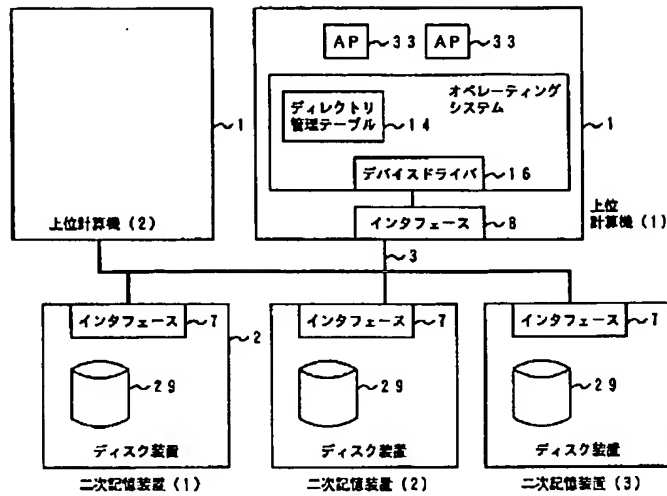 AP ~33 AP ~33
オペレーティング
システム
ディレクトリ
管理テーブル ~14
~1
~1
デバイスドライバ ~16
上位計算機(2)
インタフェース ~8
上位
計算機(1)
~3
インタフェース ~7
~2
インタフェース ~7
インタフェース ~7
~29
~29
~29
ディスク装置
ディスク装置
ディスク装置
二次記憶装置(1)
二次記憶装置(2)
二次記憶装置(3)